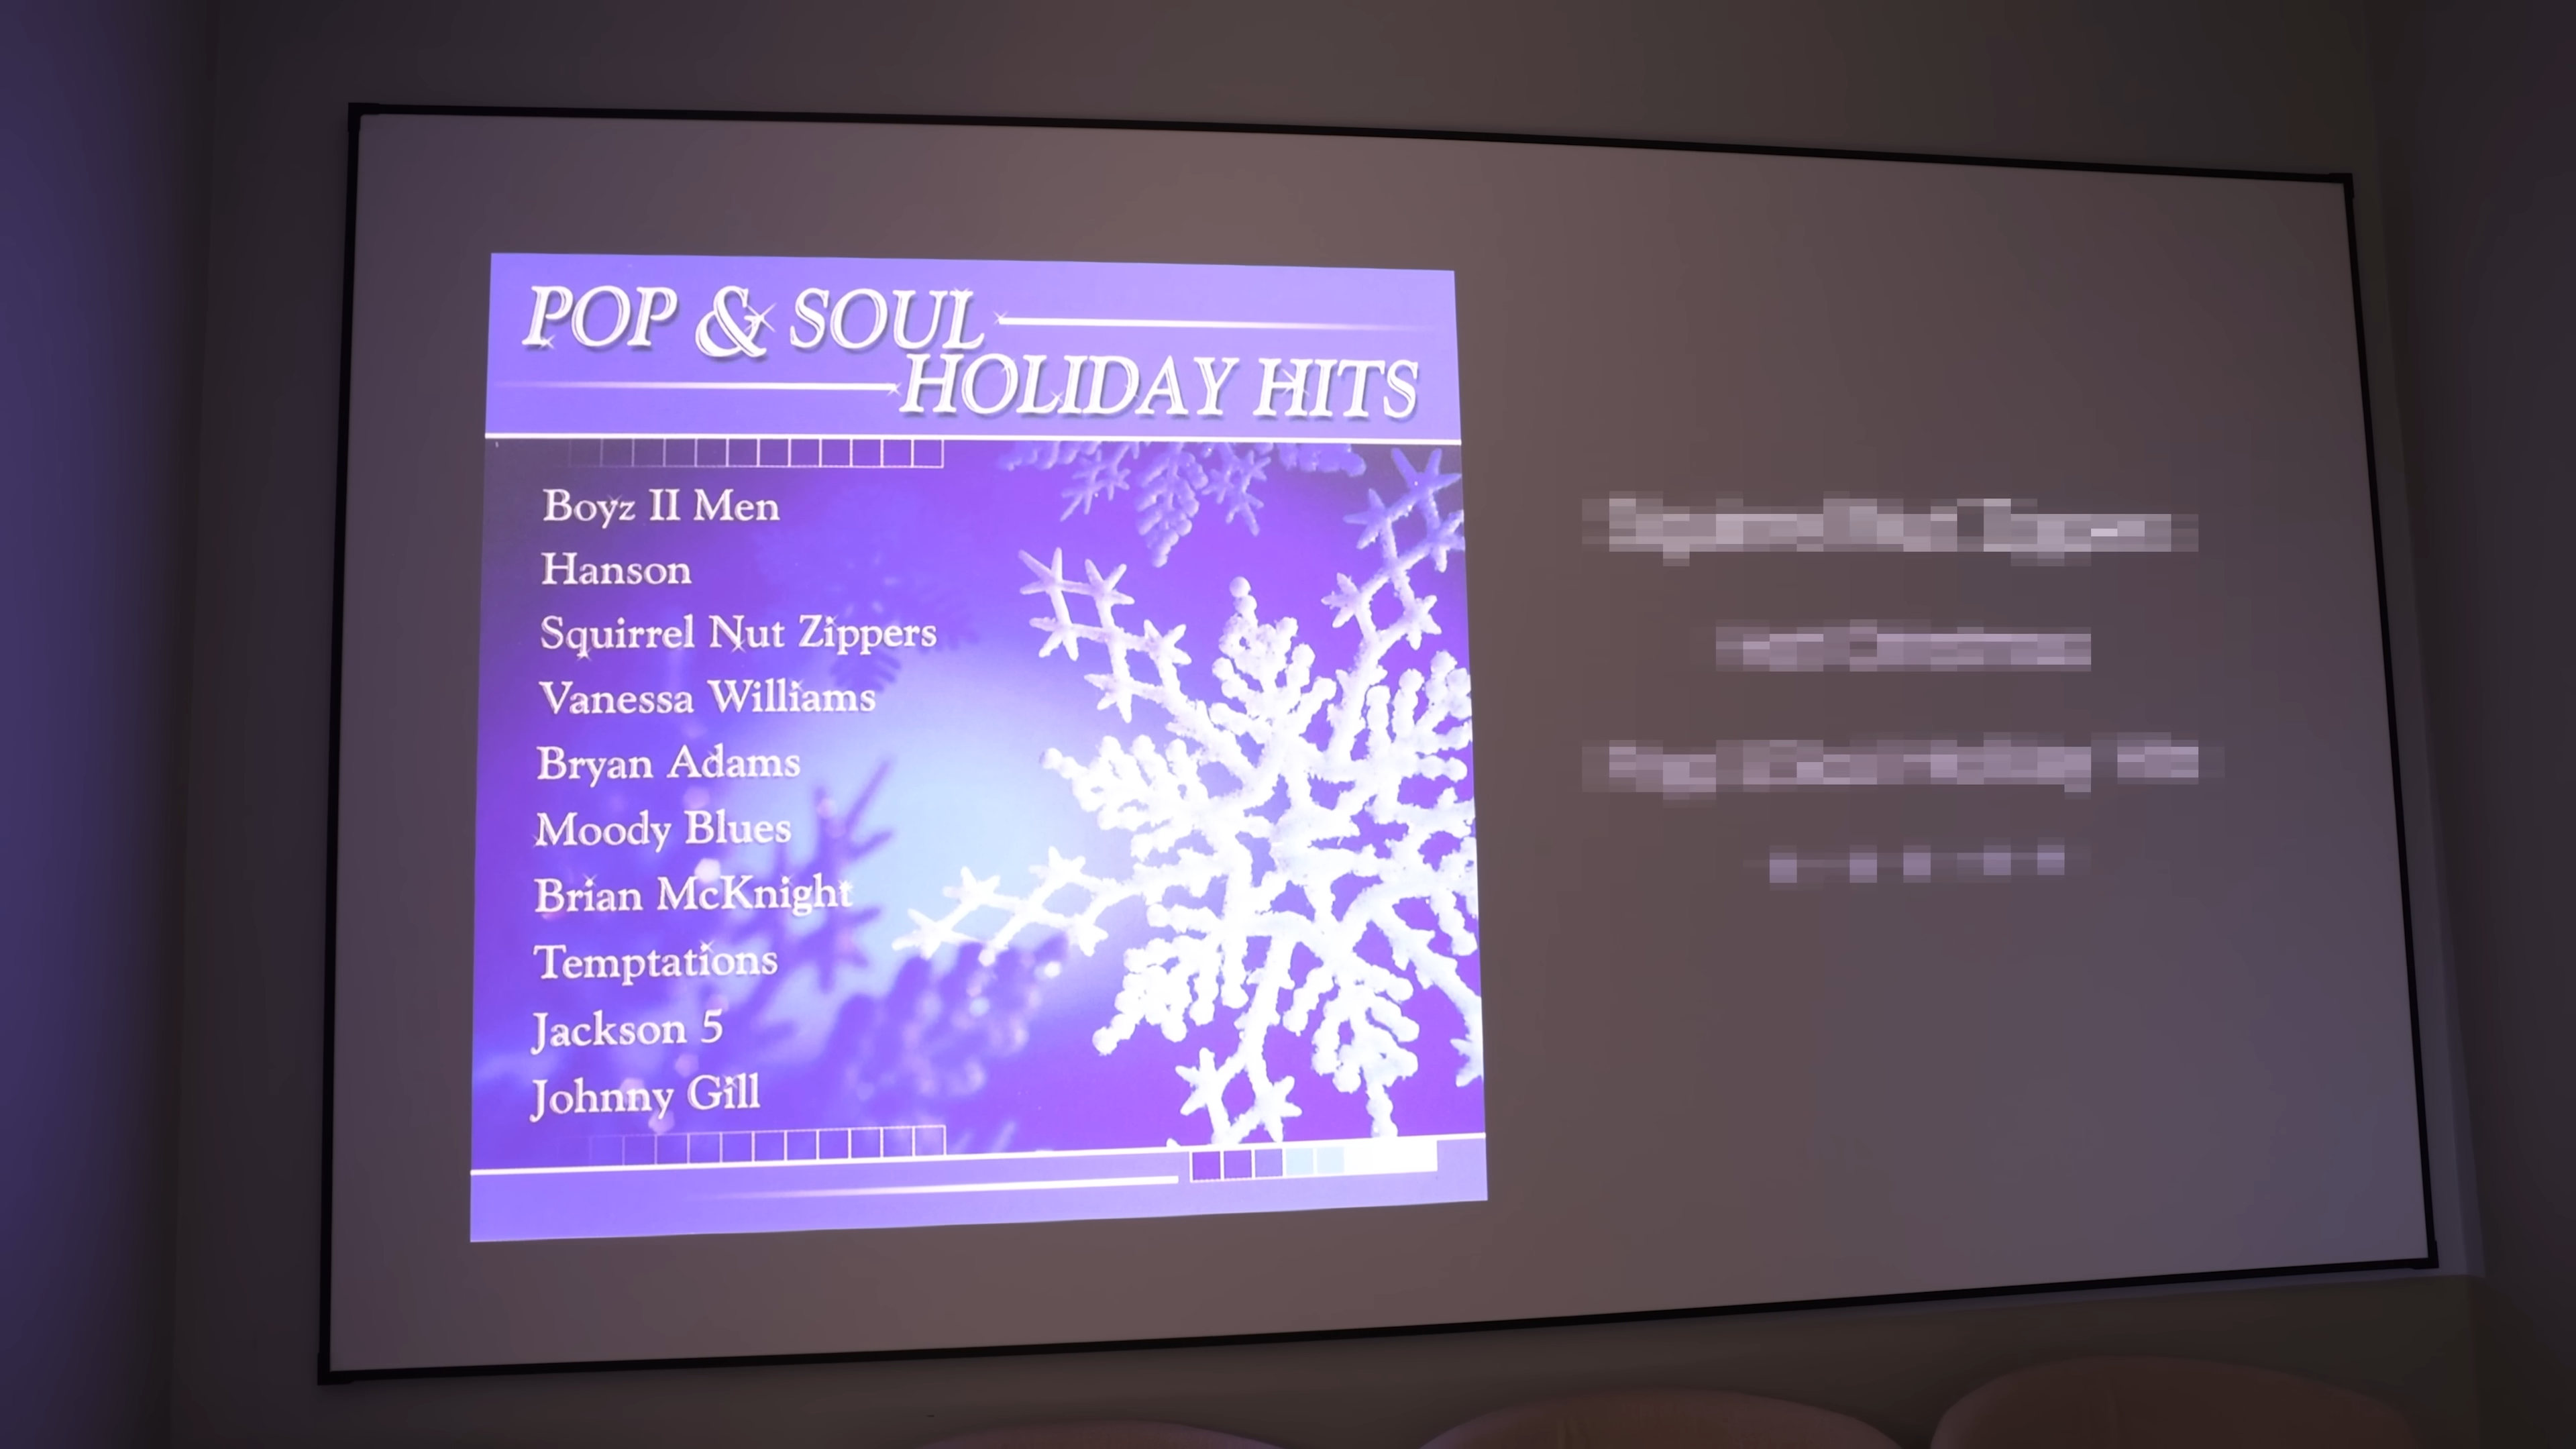 POP & SOUL
HOLIDAY HITS
Boyz II Men
Hanson
Squirrel Nut Zippers
Vanessa Williams
Bryan Adams
Moody Blues
Brian McKnight
Temptations
Jackson 5
Johnny Gill